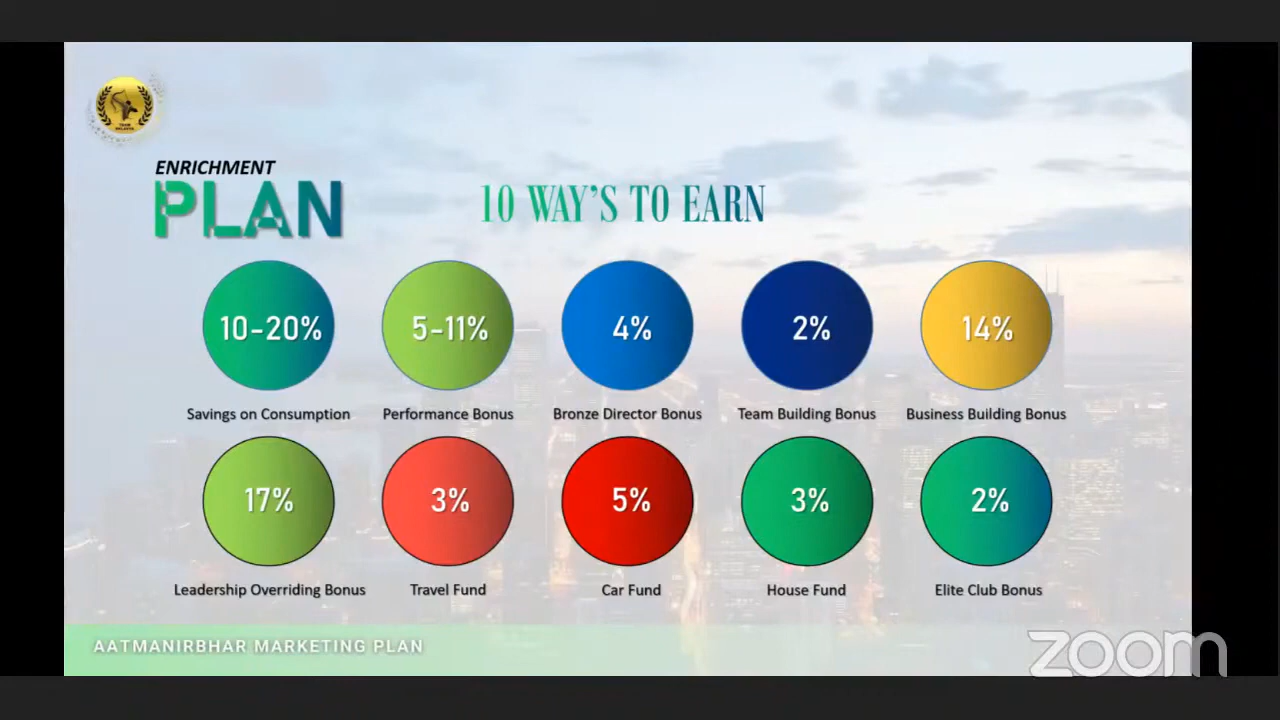 ENRICHMENT
PLAN
10 WAY'S TO EARN
10-20%
5-11%
4%
2%
14%
Savings on Consumption
Performance Bonus
Bronze Director Bonus
Team Building Bonus
Business Building Bonus
17%
3%
5%
3%
2%
Leadership Overriding Bonus
Travel Fund
Car Fund
House Fund
Elite Club Bonus
AATMANIRBHAR MARKETING PLAN
zoom